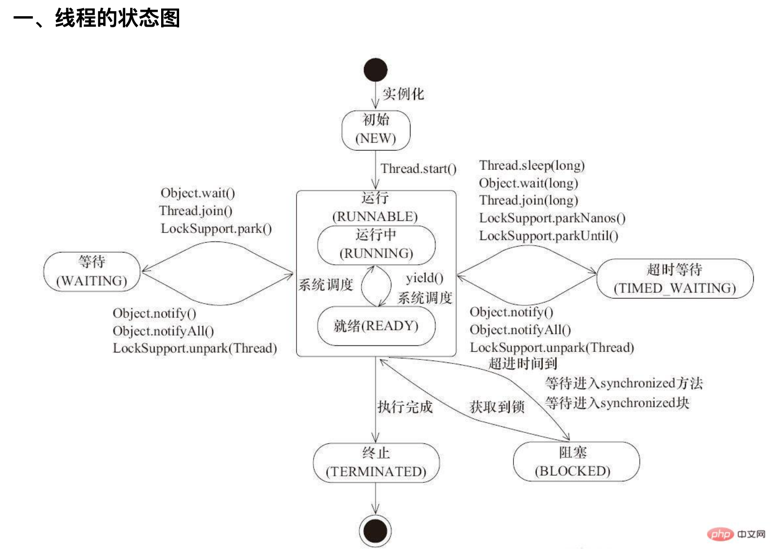 一、线程的状态图
实例化
初始
(NEW)
Thread.start()
Object.wait()
Thread.join()
LockSupport.park()
运行
(RUNNABLE)
运行中
(RUNNING)
系统调度
yield()
系统调度
就绪(READY)
Thread.sleep(long)
Object.wait(long)
Thread.join(long)
LockSupport.parkNanos()
LockSupport.parkUntil()
等待
(WAITING)
超时等待
(TIMED_WAITING)
Object.notify()
Object.notifyAll()
LockSupport.unpark(Thread)
Object.notify()
Object.notifyAll()
LockSupport.unpark(Thread)
超进时间到
等待进入synchronized方法
等待进入synchronized块
执行完成
获取到锁
终止
(TERMINATED)
阻塞
(BLOCKED)
php 中文网